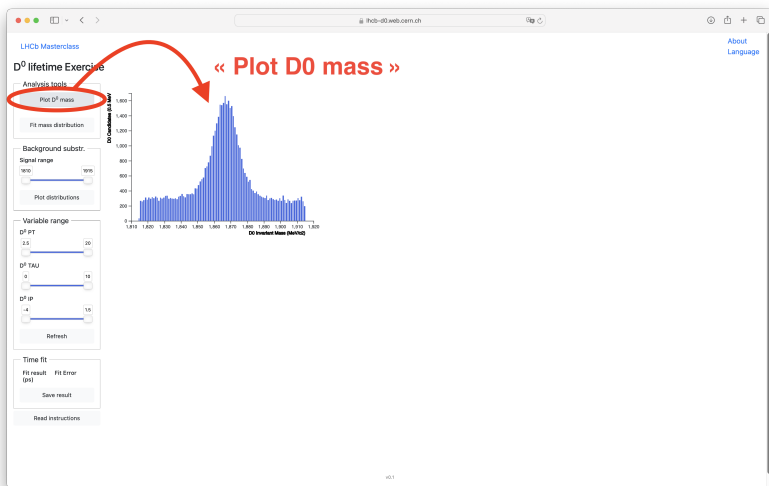 lhcb-d0.web.cern.ch
LHCb Masterclass
About
Language
D⁰ lifetime Exercise
« Plot D0 mass »
Analysis tools
Plot D⁰ mass
Fit mass distribution
Background substr.
Signal range
1810 1915
Plot distributions
Variable range
D⁰ PT
2.5 20
D⁰ TAU
0 10
D⁰ IP
-4 1.5
Refresh
Time fit
Fit result (ps) Fit Error
Save result
Read instructions
D0 Candidates (0.5 MeV
1,600
1,400
1,200
1,000
800
600
400
200
0
1,810 1,820 1,830 1,840 1,850 1,860 1,870 1,880 1,890 1,900 1,910 1,920
D0 Invariant Mass (MeV/c2)
v0.1